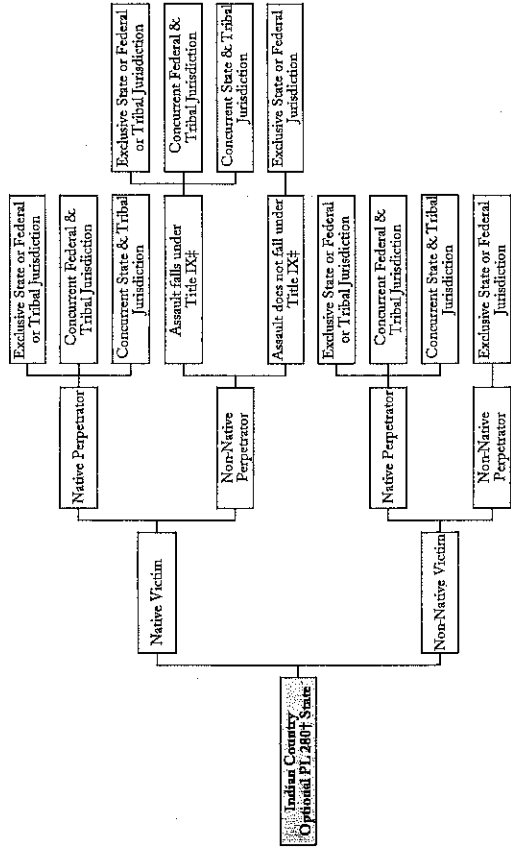 Indian Country
Optional PL 280† State
Native Victim
Native Perpetrator
Exclusive State or Federal
or Tribal Jurisdiction
Concurrent Federal &
Tribal Jurisdiction
Concurrent State & Tribal
Jurisdiction
Non-Native
Perpetrator
Assault falls under
Title IX‡
Exclusive State or Federal
or Tribal Jurisdiction
Concurrent Federal &
Tribal Jurisdiction
Concurrent State & Tribal
Jurisdiction
Assault does not fall under
Title IX‡
Exclusive State or Federal
Jurisdiction
Non-Native Victim
Native Perpetrator
Exclusive State or Federal
or Tribal Jurisdiction
Concurrent Federal &
Tribal Jurisdiction
Concurrent State & Tribal
Jurisdiction
Non-Native
Perpetrator
Exclusive State or Federal
Jurisdiction